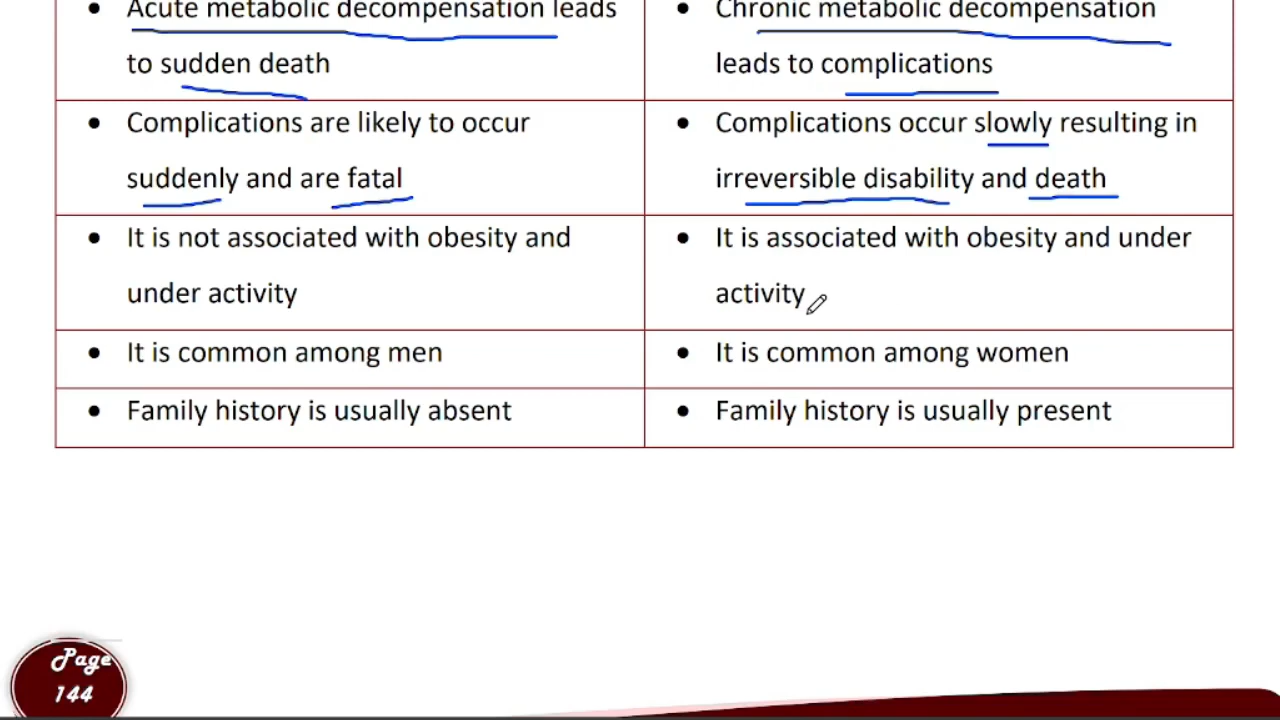 Acute metabolic decompensation leads
to sudden death
Chronic metabolic decompensation
leads to complications
Complications are likely to occur
suddenly and are fatal
Complications occur slowly resulting in
irreversible disability and death
It is not associated with obesity and
under activity
It is associated with obesity and under
activity
It is common among men
It is common among women
Family history is usually absent
Family history is usually present
Page
144